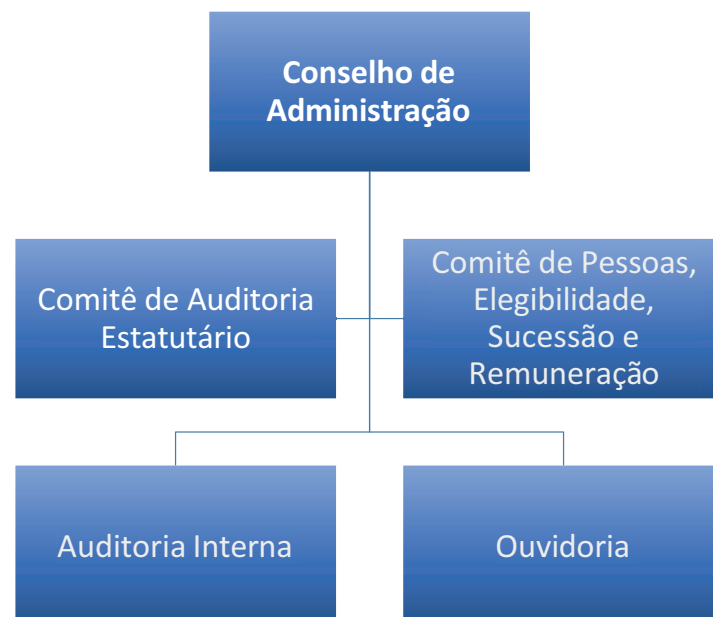 Conselho de
Administração
Comitê de Auditoria
Estatutário
Comitê de Pessoas,
Elegibilidade,
Sucessão e
Remuneração
Auditoria Interna
Ouvidoria